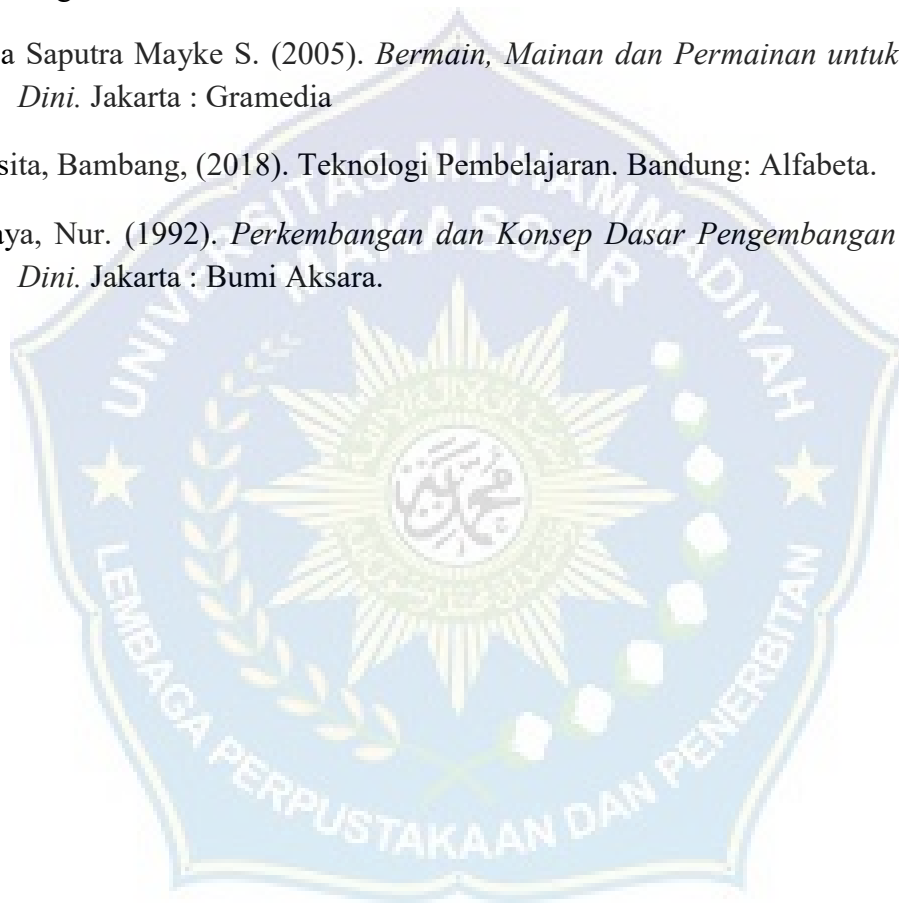 a Saputra Mayke S. (2005). Bermain, Mainan dan Permainan untuk
Dini. Jakarta : Gramedia
sita, Bambang, (2018). Teknologi Pembelajaran. Bandung: Alfabeta.
aya, Nur. (1992). Perkembangan dan Konsep Dasar Pengembangan
Dini. Jakarta : Bumi Aksara.
UNIVERSITAS MUHAMMADIYAH
MAKASSAR
محمد
LEMBAGA PERPUSTAKAAN DAN PENERBITAN